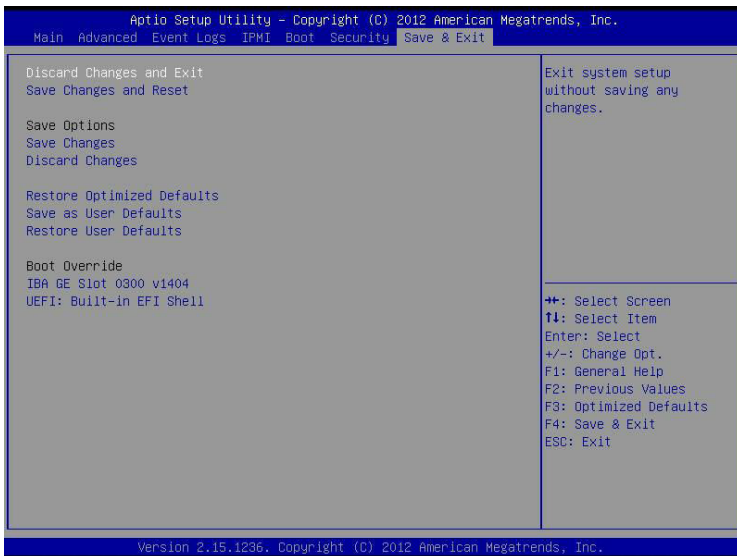 Aptio Setup Utility – Copyright (C) 2012 American Megatrends, Inc.
Main Advanced Event Logs IPMI Boot Security Save & Exit
Discard Changes and Exit
Save Changes and Reset
Save Options
Save Changes
Discard Changes
Restore Optimized Defaults
Save as User Defaults
Restore User Defaults
Boot Override
IBA GE Slot 0300 v1404
UEFI: Built-in EFI Shell
Exit system setup
without saving any
changes.
→←: Select Screen
↑↓: Select Item
Enter: Select
+/-: Change Opt.
F1: General Help
F2: Previous Values
F3: Optimized Defaults
F4: Save & Exit
ESC: Exit
Version 2.15.1236. Copyright (C) 2012 American Megatrends, Inc.